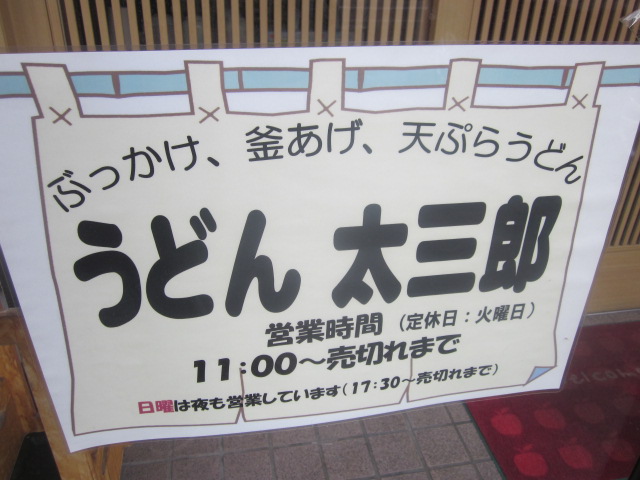 ぶっかけ、釜あげ、天ぷらうどん
うどん 太三郎
営業時間 (定休日:火曜日)
11:00~売切れまで
日曜は夜も営業しています(17:30~売切れまで)